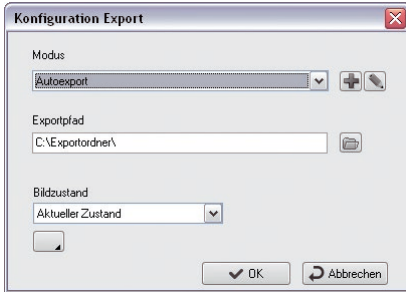 Konfiguration Export
Modus
Autoexport
Exportpfad
C:\Exportordner\
Bildzustand
Aktueller Zustand
OK
Abbrechen